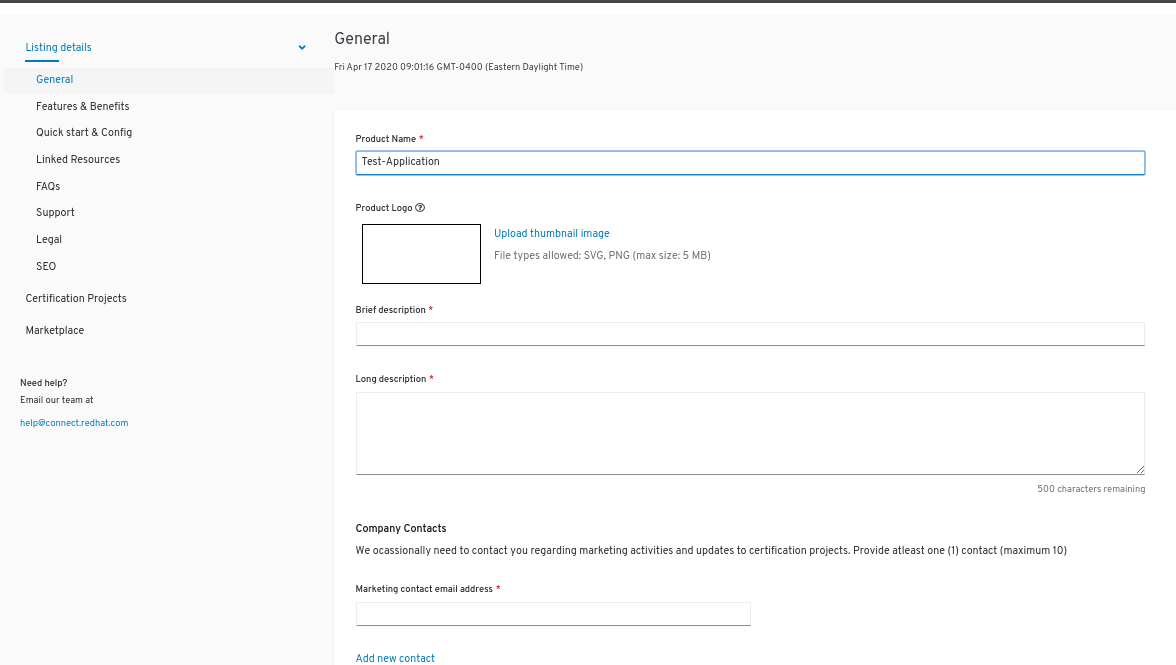 Listing details
General
Features & Benefits
Quick start & Config
Linked Resources
FAQs
Support
Legal
SEO
Certification Projects
Marketplace
Need help?
Email our team at
help@connect.redhat.com
General
Fri Apr 17 2020 09:01:16 GMT-0400 (Eastern Daylight Time)
Product Name *
Test-Application
Product Logo ?
Upload thumbnail image
File types allowed: SVG, PNG (max size: 5 MB)
Brief description *
Long description *
500 characters remaining
Company Contacts
We ocassionally need to contact you regarding marketing activities and updates to certification projects. Provide atleast one (1) contact (maximum 10)
Marketing contact email address *
Add new contact